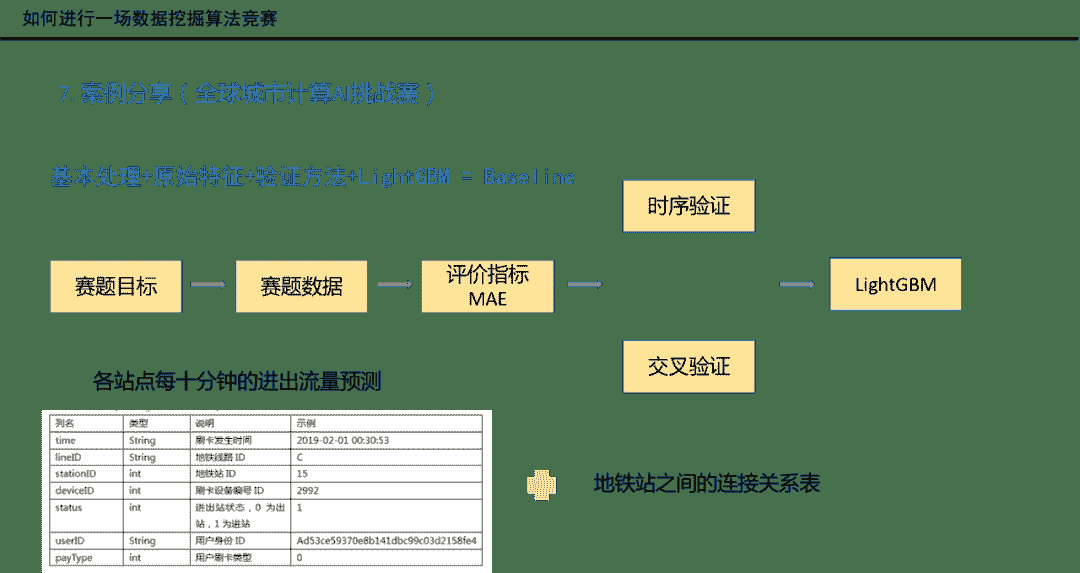 如何进行一场数据挖掘算法竞赛
7. 案例分享（全球城市计算AI挑战赛）
基本处理+原始特征+验证方法+LightGBM = Baseline
时序验证
赛题目标
赛题数据
评价指标
MAE
LightGBM
交叉验证
各站点每十分钟的进出流量预测
列名 类型 说明 示例
time String 刷卡发生时间 2019-02-01 00:30:53
lineID String 地铁线路 ID C
stationID int 地铁站 ID 15
deviceID int 刷卡设备编号 ID 2992
status int 进出站状态，0 为出 1
站，1 为进站
userID String 用户身份 ID Ad53ce59370e8b141dbc99c03d2158fe4
payType int 用户刷卡类型 0
地铁站之间的连接关系表